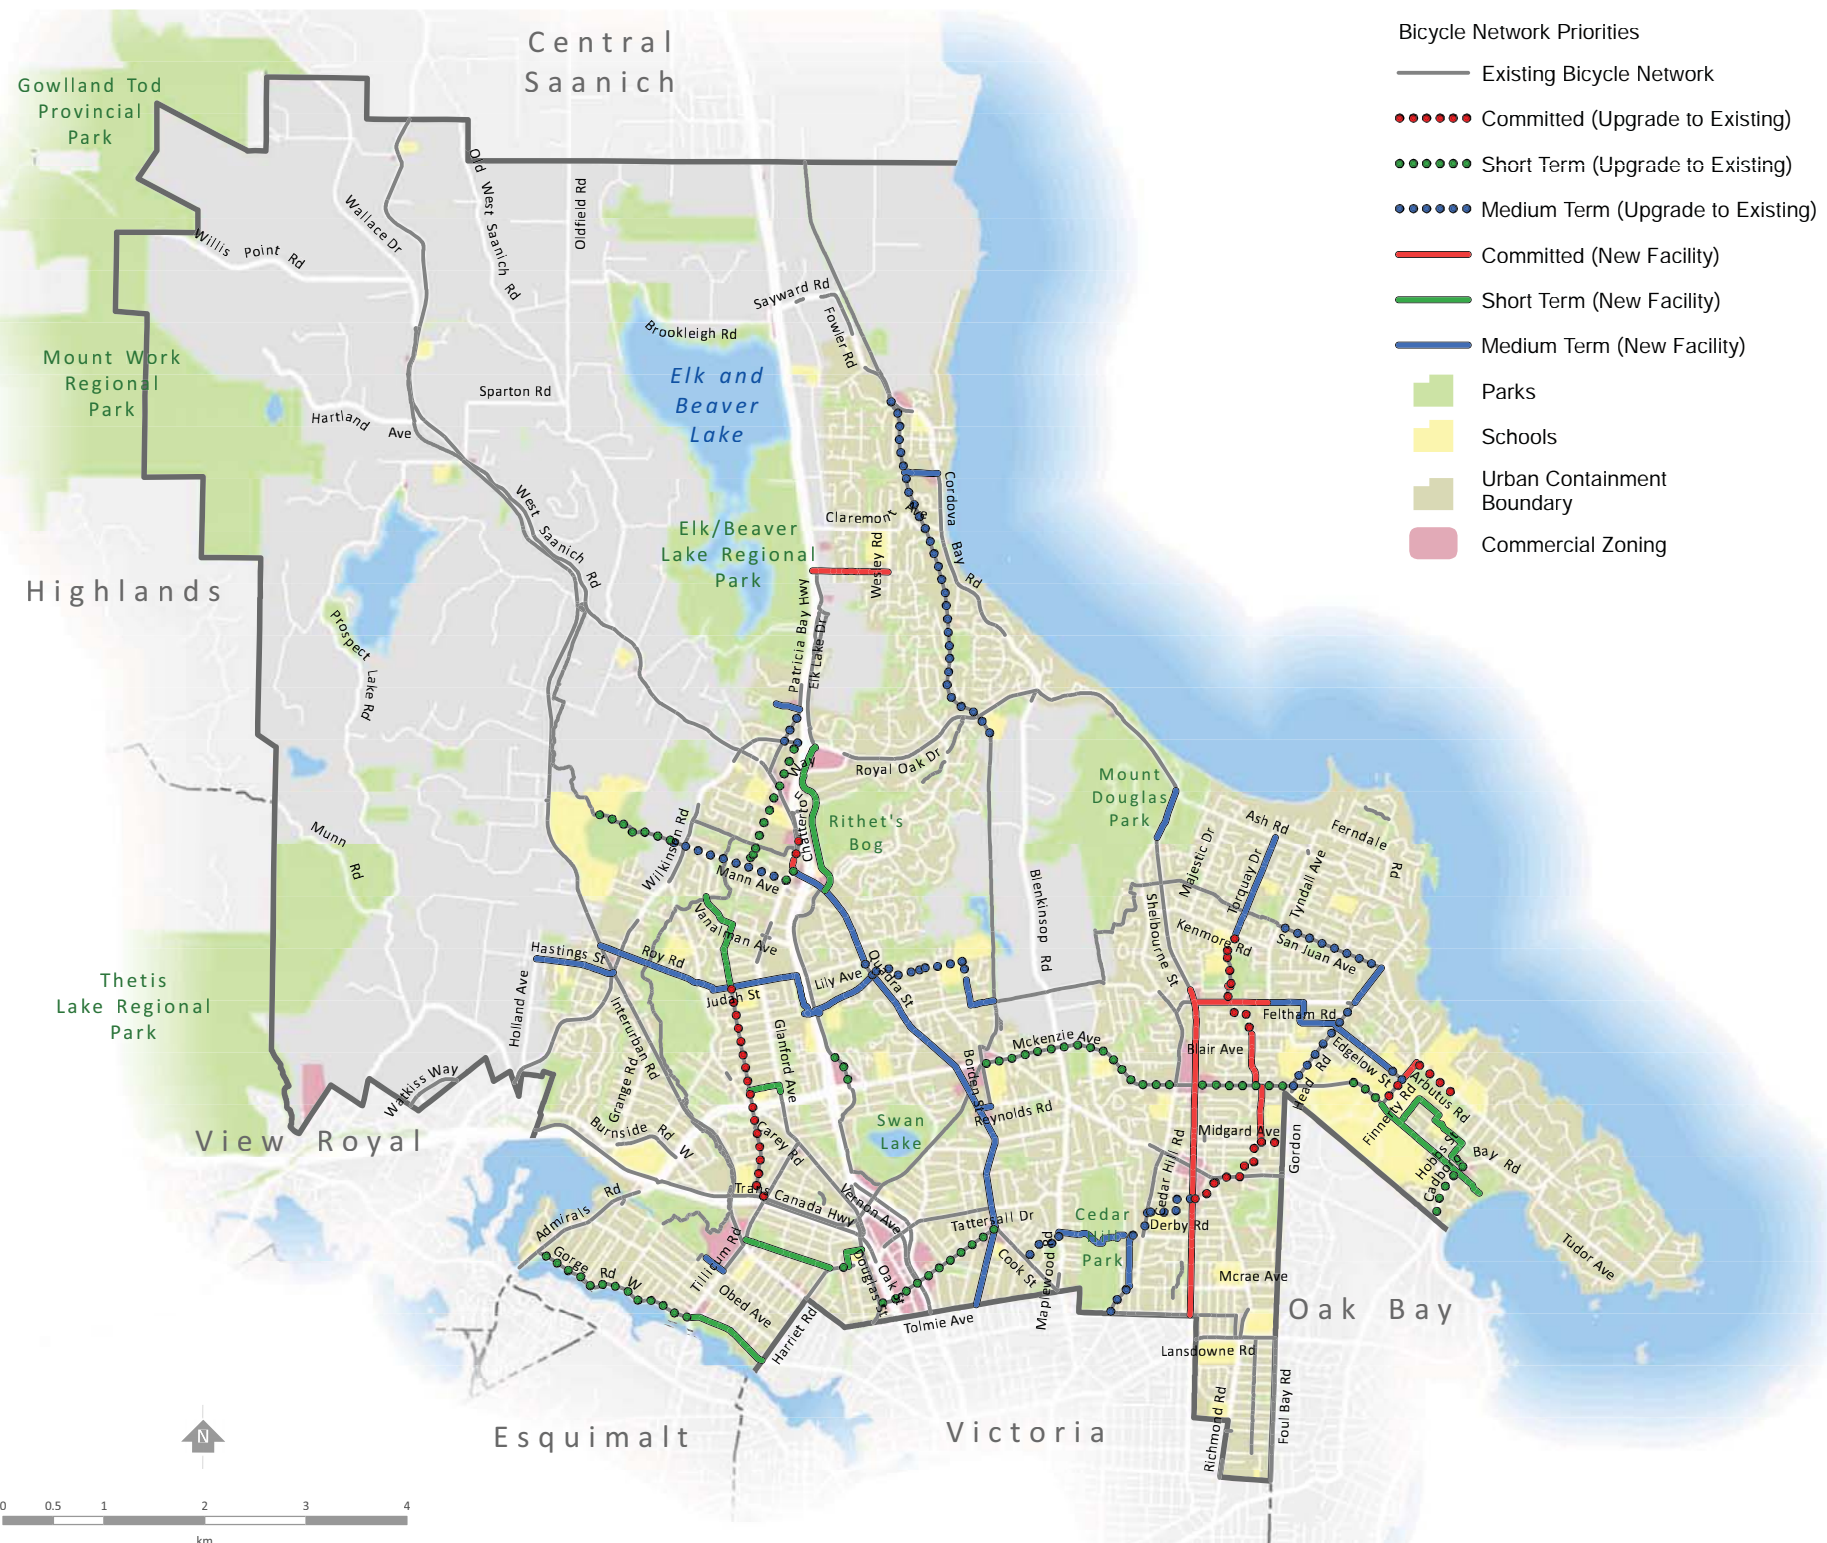 Bicycle Network Priorities
Existing Bicycle Network
Committed (Upgrade to Existing)
Short Term (Upgrade to Existing)
Medium Term (Upgrade to Existing)
Committed (New Facility)
Short Term (New Facility)
Medium Term (New Facility)
Parks
Schools
Urban Containment
Boundary
Commercial Zoning
Central
Saanich
Gowlland Tod
Provincial
Park
Old West Saanich Rd
Oldfield Rd
Wallace Dr
Willis Point Rd
Sayward Rd
Fowler Rd
Brookleigh Rd
Mount Work
Regional
Park
Elk and
Beaver
Lake
Sparton Rd
Hartland Ave
West Saanich Rd
Cordova Bay Rd
Claremont Ave
Wesley Rd
Elk/Beaver
Lake Regional
Park
Highlands
Patricia Bay Hwy
Elk Lake Dr
Prospect Lake Rd
Royal Oak Dr
Mount
Douglas
Park
Rithet's
Bog
Munn Rd
Wilkinson Rd
Mann Ave
Ash Rd
Ferndale Rd
Majestic Dr
Torquay Dr
Tyndall Ave
Blenkinsop Rd
Shelbourne St
Kenmore Rd
San Juan Ave
Vanalman Ave
Hastings St
Roy Rd
Lily Ave
Quadra St
Judah St
Thetis
Lake Regional
Park
Holland Ave
Interurban Rd
Glanford Ave
Feltham Rd
Mckenzie Ave
Blair Ave
Edgelow St
Arbutus Rd
Finnerty Rd
Borden St
Reynolds Rd
Grange Rd
Watkiss Way
View Royal
Burnside Rd W
Carey Rd
Swan
Lake
Midgard Ave
Gordon Head Rd
Hobbs St
Cadboro Bay Rd
Cedar Hill Rd
Trans Canada Hwy
Vernon Ave
Admirals Rd
Tattersall Dr
Cedar
Hill
Park
Derby Rd
Maplewood Rd
Cook St
Gorge Rd W
Tillicum Rd
Obed Ave
Douglas St
Oak St
Harriet Rd
Tolmie Ave
Mcrae Ave
Oak Bay
Tudor Ave
Lansdowne Rd
Richmond Rd
Foul Bay Rd
Esquimalt
Victoria
N
0 0.5 1 2 3 4
km